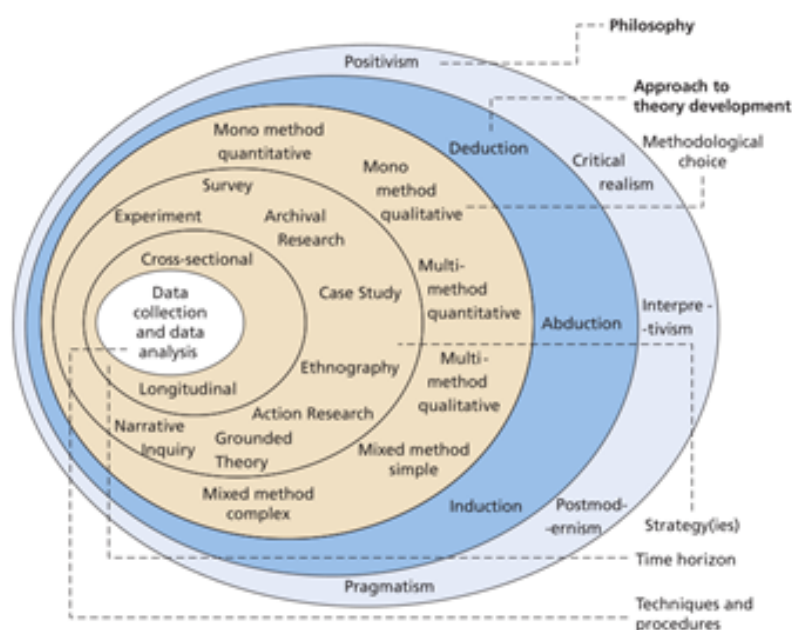 Philosophy
Positivism
Approach to
theory development
Mono method
quantitative
Deduction
Methodological
choice
Mono
method
qualitative
Critical
realism
Survey
Experiment
Archival
Research
Cross-sectional
Multi-
method
quantitative
Case Study
Data
collection
and data
analysis
Abduction
Interpre -
-tivism
Ethnography
Multi-
method
qualitative
Longitudinal
Action Research
Narrative
Inquiry
Grounded
Theory
Mixed method
simple
Mixed method
complex
Induction
Postmod-
-ernism
Strategy(ies)
Time horizon
Pragmatism
Techniques and
procedures